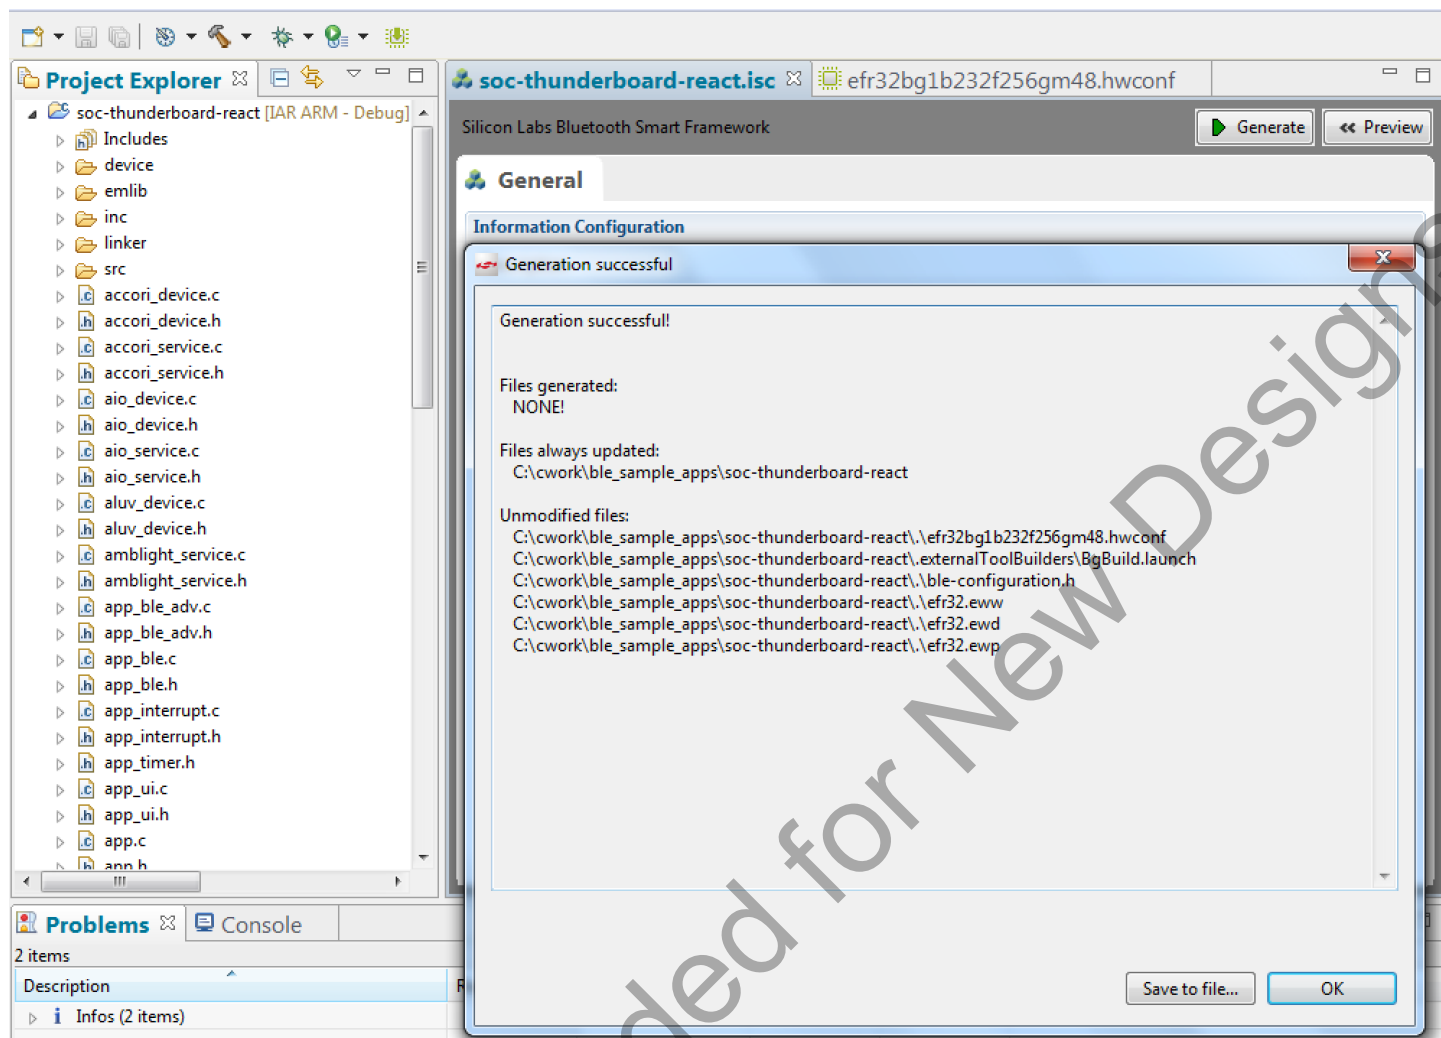 Project Explorer
soc-thunderboard-react [IAR ARM - Debug]
Includes
device
emlib
inc
linker
src
accori_device.c
accori_device.h
accori_service.c
accori_service.h
aio_device.c
aio_device.h
aio_service.c
aio_service.h
aluv_device.c
aluv_device.h
amblight_service.c
amblight_service.h
app_ble_adv.c
app_ble_adv.h
app_ble.c
app_ble.h
app_interrupt.c
app_interrupt.h
app_timer.h
app_ui.c
app_ui.h
app.c
app.h
soc-thunderboard-react.isc
efr32bg1b232f256gm48.hwconf
Silicon Labs Bluetooth Smart Framework
Generate
Preview
General
Information Configuration
Generation successful
Generation successful!
Files generated:
NONE!
Files always updated:
C:\cwork\ble_sample_apps\soc-thunderboard-react
Unmodified files:
C:\cwork\ble_sample_apps\soc-thunderboard-react\.\efr32bg1b232f256gm48.hwconf
C:\cwork\ble_sample_apps\soc-thunderboard-react\.externalToolBuilders\BgBuild.launch
C:\cwork\ble_sample_apps\soc-thunderboard-react\.\ble-configuration.h
C:\cwork\ble_sample_apps\soc-thunderboard-react\.\efr32.eww
C:\cwork\ble_sample_apps\soc-thunderboard-react\.\efr32.ewd
C:\cwork\ble_sample_apps\soc-thunderboard-react\.\efr32.ewp
Save to file...
OK
Problems
Console
2 items
Description
Infos (2 items)
ded for New Designs